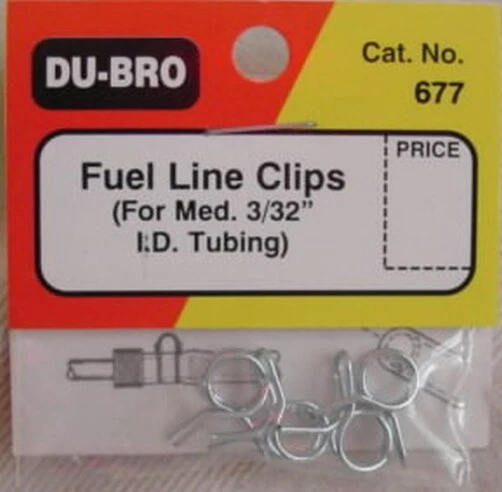 DU-BRO
Cat. No.
677
PRICE
Fuel Line Clips
(For Med. 3/32”
I.D. Tubing)